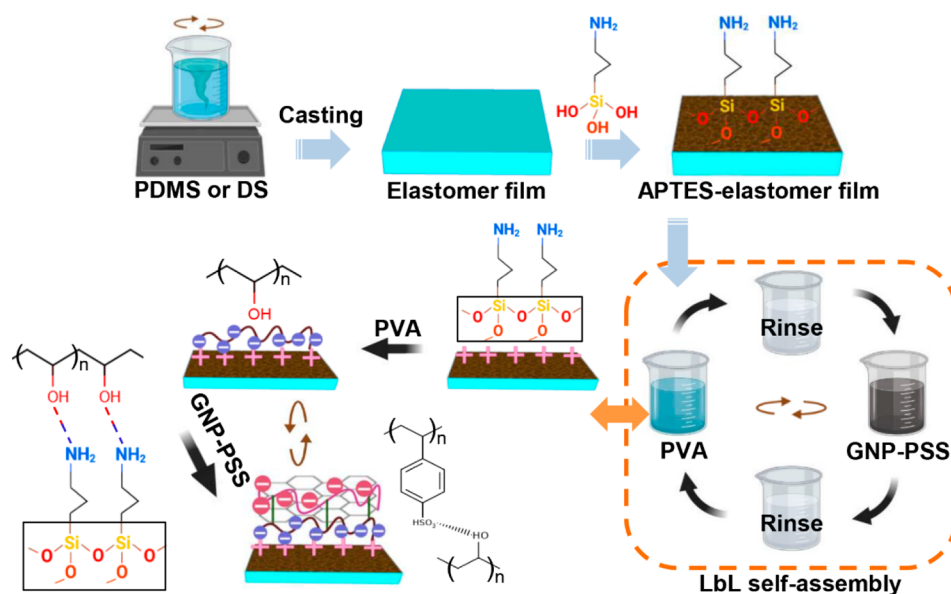 NH₂
NH₂ NH₂
Casting
Si
HO OH
OH
Si Si
O O O
O O
PDMS or DS
Elastomer film
APTES-elastomer film
NH₂ NH₂
n
OH
PVA
Si Si
O O O
O O
Rinse
PVA
GNP-PSS
Rinse
LbL self-assembly
n
OH OH
NH₂ NH₂
Si Si
O O O
O O
GNP-PSS
n
HSO₃
HO
n